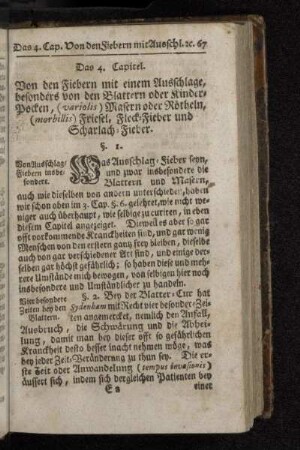 Das 4. Cap. Von den Fiebern mit Ausschl. ꝛc. 67
Das 4. Capitel.
Von den Fiebern mit einem Ausschlage,
besonders von den Blattern oder Kinder-
Pocken, (variolis) Masern oder Rötheln,
(morbillis) Friesel, Fleck-Fieber und
Scharlach-Fieber.
§. 1.
Von Ausschlag-
Fiebern insbe-
sondere.
Was Ausschlag-Fieber seyn,
und zwar insbesondere die
Blattern und Masern,
auch wie dieselben von andern unterschieden, haben
wir schon oben im 3. Cap. §. 6. gelehret, wie nicht we-
niger auch überhaupt, wie selbige zu curiren, in eben
diesem Capitel angezeiget. Dieweil es aber so gar
offt vorkommende Kranckheiten sind, und gar wenig
Menschen von den erstern gantz frey bleiben, dieselbe
auch von gar verschiedener Art sind, und einige der-
selben gar höchst gefährlich; so haben diese und meh-
rere Umstände mich bewogen, von selbigen hier noch
insbesondere und Umständlicher zu handeln.
Vier besondere
Zeiten bey den
Blattern.
§. 2. Bey der Blatter-Cur hat
Sydenham mit Recht vier besondere Zei-
ten angemercket, nemlich den Anfall,
Ausbruch, die Schwärung und die Abhei-
lung, damit man bey dieser offt so gefährlichen
Kranckheit desto besser inacht nehmen möge, was
bey jeder Zeit-Veränderung zu thun sey. Die er-
ste Zeit oder Anwandelung (tempus invasionis)
äussert sich, indem sich dergleichen Patienten bey
E 2
einer